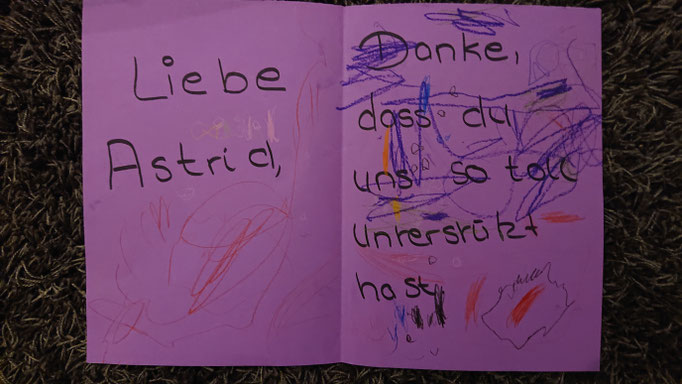 Liebe
Astrid,
Danke,
dass du
uns so toll
unterstützt
hast.